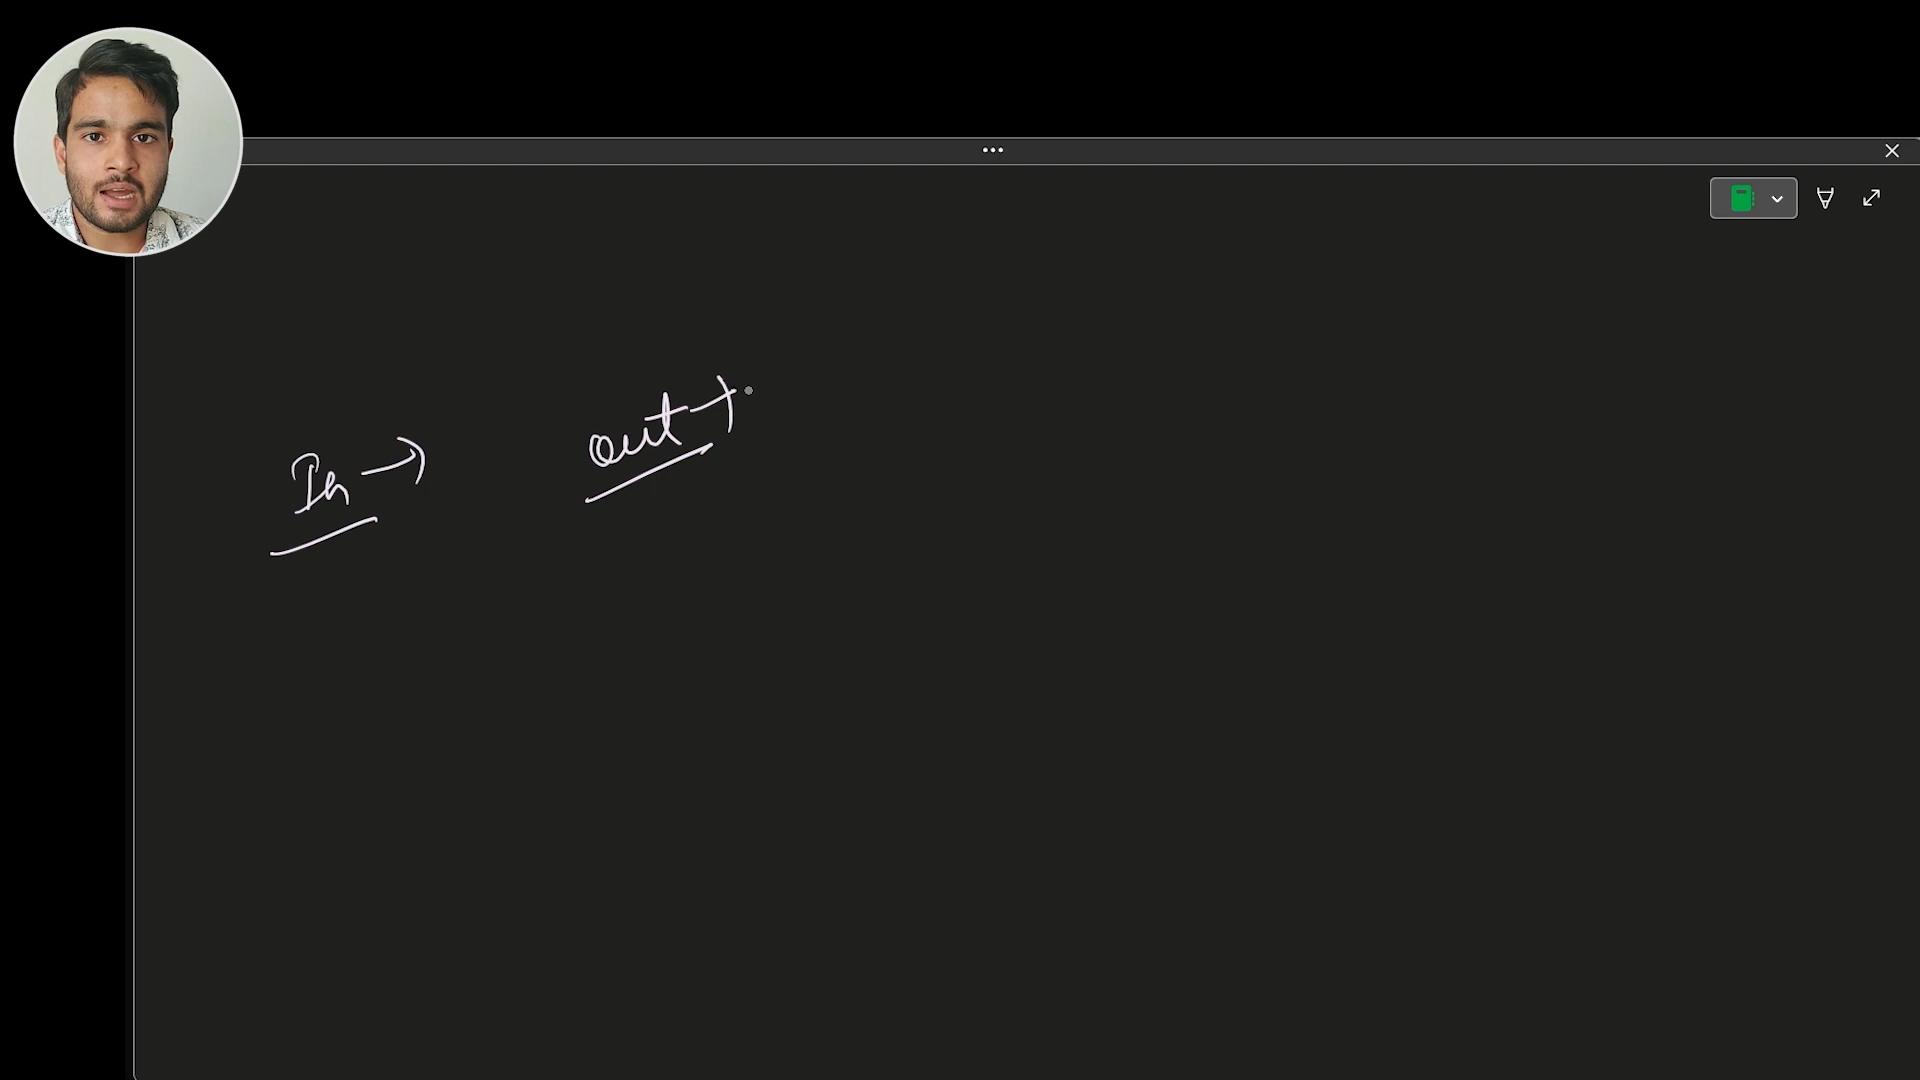 In → out →